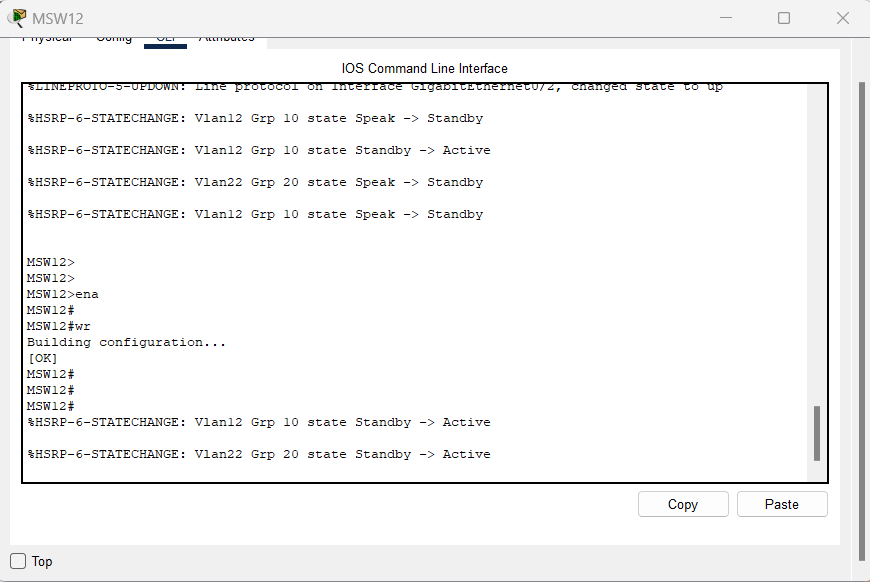 MSW12
Physical Config CLI Attributes
IOS Command Line Interface
%LINEPROTO-5-UPDOWN: Line protocol on Interface GigabitEthernet0/2, changed state to up
%HSRP-6-STATECHANGE: Vlan12 Grp 10 state Speak -> Standby
%HSRP-6-STATECHANGE: Vlan12 Grp 10 state Standby -> Active
%HSRP-6-STATECHANGE: Vlan22 Grp 20 state Speak -> Standby
%HSRP-6-STATECHANGE: Vlan12 Grp 10 state Speak -> Standby
MSW12>
MSW12>
MSW12>ena
MSW12#
MSW12#wr
Building configuration...
[OK]
MSW12#
MSW12#
MSW12#
%HSRP-6-STATECHANGE: Vlan12 Grp 10 state Standby -> Active
%HSRP-6-STATECHANGE: Vlan22 Grp 20 state Standby -> Active
Copy Paste
Top